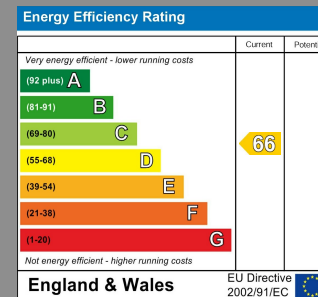 Energy Efficiency Rating
Current Potent
Very energy efficient - lower running costs
(92 plus) A
(81-91) B
(69-80) C
66
(55-68) D
(39-54) E
(21-38) F
(1-20) G
Not energy efficient - higher running costs
England & Wales
EU Directive
2002/91/EC